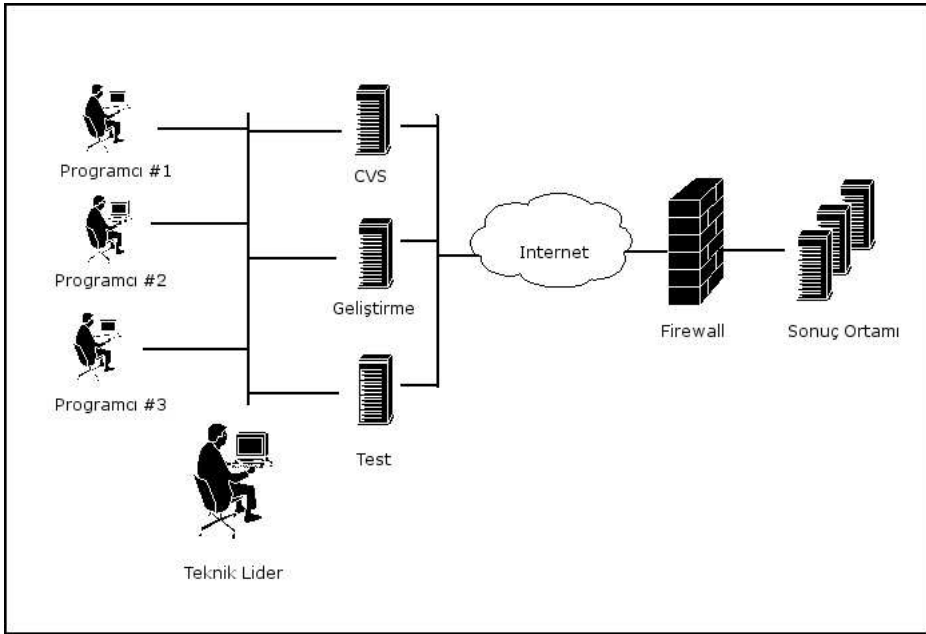 Programcı #1
CVS
Programcı #2
Internet
Geliştirme
Firewall
Sonuç Ortamı
Programcı #3
Test
Teknik Lider